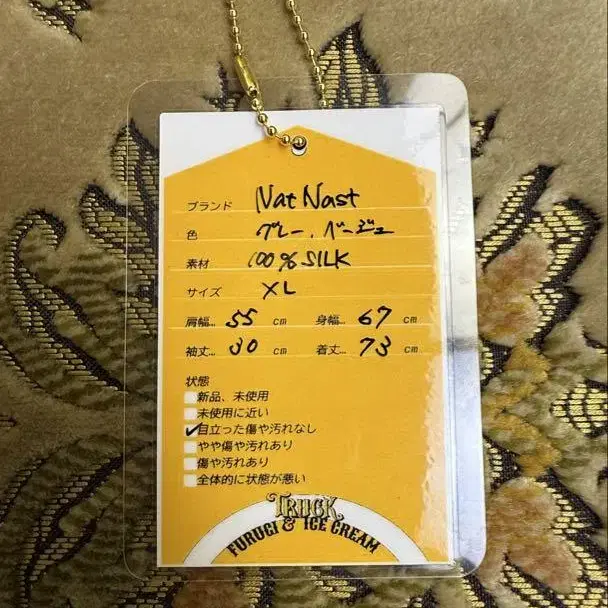 ブランド Nat Nast
色 グレー、ベージュ
素材 100% SILK
サイズ XL
肩幅… 55 cm 身幅… 67 cm
袖丈… 30 cm 着丈… 73 cm
状態
新品、未使用
未使用に近い
✓目立った傷や汚れなし
やや傷や汚れあり
傷や汚れあり
全体的に状態が悪い
TRUCK
FURUGI & ICE CREAM